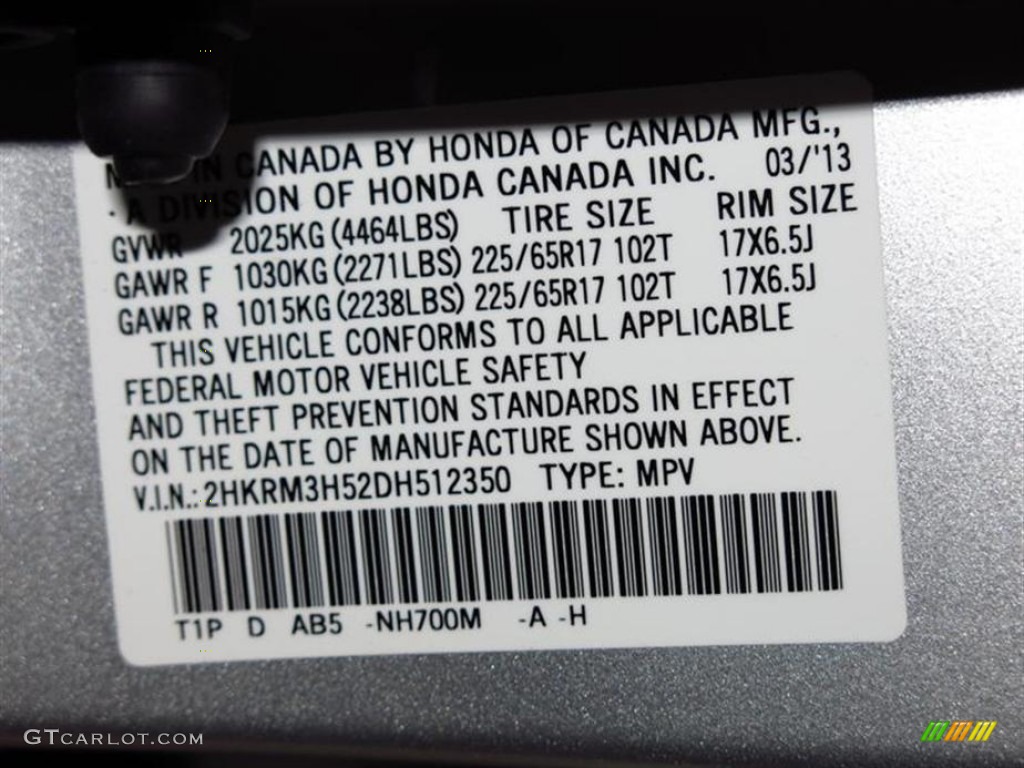 IN CANADA BY HONDA OF CANADA MFG.,
A DIVISION OF HONDA CANADA INC. 03/'13
GVWR 2025KG (4464LBS) TIRE SIZE RIM SIZE
GAWR F 1030KG (2271LBS) 225/65R17 102T 17X6.5J
GAWR R 1015KG (2238LBS) 225/65R17 102T 17X6.5J
THIS VEHICLE CONFORMS TO ALL APPLICABLE
FEDERAL MOTOR VEHICLE SAFETY
AND THEFT PREVENTION STANDARDS IN EFFECT
ON THE DATE OF MANUFACTURE SHOWN ABOVE.
V.I.N.: 2HKRM3H52DH512350 TYPE: MPV
T1P D AB5 -NH700M -A -H
GTCARLOT.COM